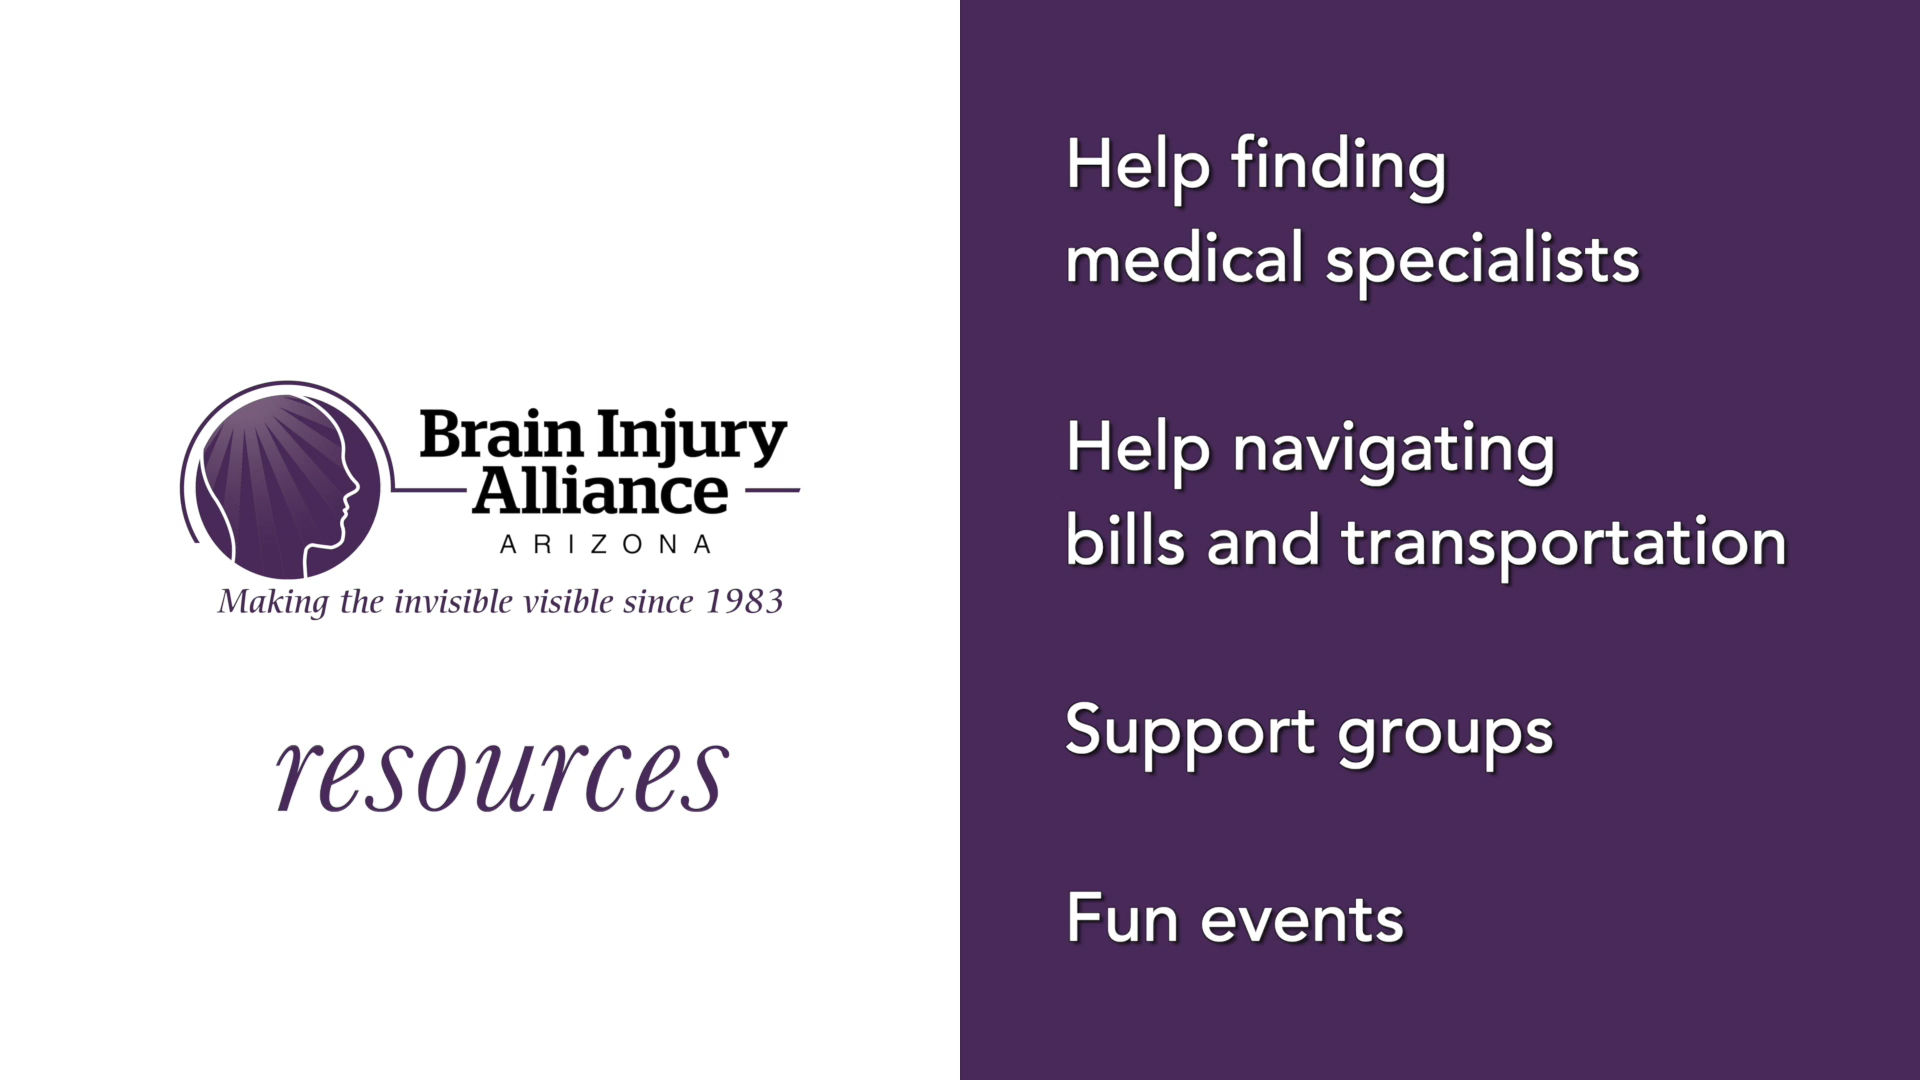 Brain Injury
Alliance
ARIZONA
Making the invisible visible since 1983
resources
Help finding
medical specialists
Help navigating
bills and transportation
Support groups
Fun events